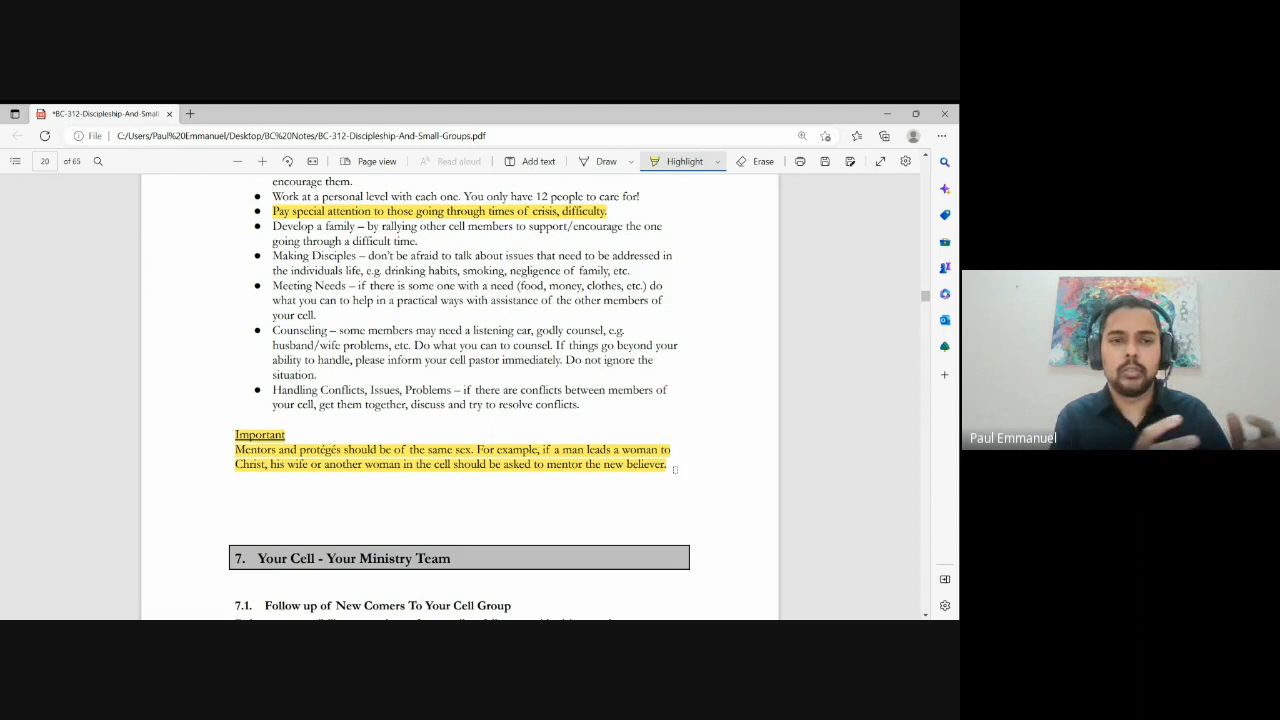 *BC-312-Discipleship-And-Small
File
C:/Users/Paul%20Emmanuel/Desktop/BC%20Notes/BC-312-Discipleship-And-Small-Groups.pdf
20 of 65
Page view
Read aloud
Add text
Draw
Highlight
Erase
encourage them.
● Work at a personal level with each one. You only have 12 people to care for!
● Pay special attention to those going through times of crisis, difficulty.
● Develop a family – by rallying other cell members to support/encourage the one
going through a difficult time.
● Making Disciples – don't be afraid to talk about issues that need to be addressed in
the individuals life, e.g. drinking habits, smoking, negligence of family, etc.
● Meeting Needs – if there is some one with a need (food, money, clothes, etc.) do
what you can to help in a practical ways with assistance of the other members of
your cell.
● Counseling – some members may need a listening ear, godly counsel, e.g.
husband/wife problems, etc. Do what you can to counsel. If things go beyond your
ability to handle, please inform your cell pastor immediately. Do not ignore the
situation.
● Handling Conflicts, Issues, Problems – if there are conflicts between members of
your cell, get them together, discuss and try to resolve conflicts.
Important
Mentors and protégés should be of the same sex. For example, if a man leads a woman to
Christ, his wife or another woman in the cell should be asked to mentor the new believer.
7. Your Cell - Your Ministry Team
7.1. Follow up of New Comers To Your Cell Group
Paul Emmanuel